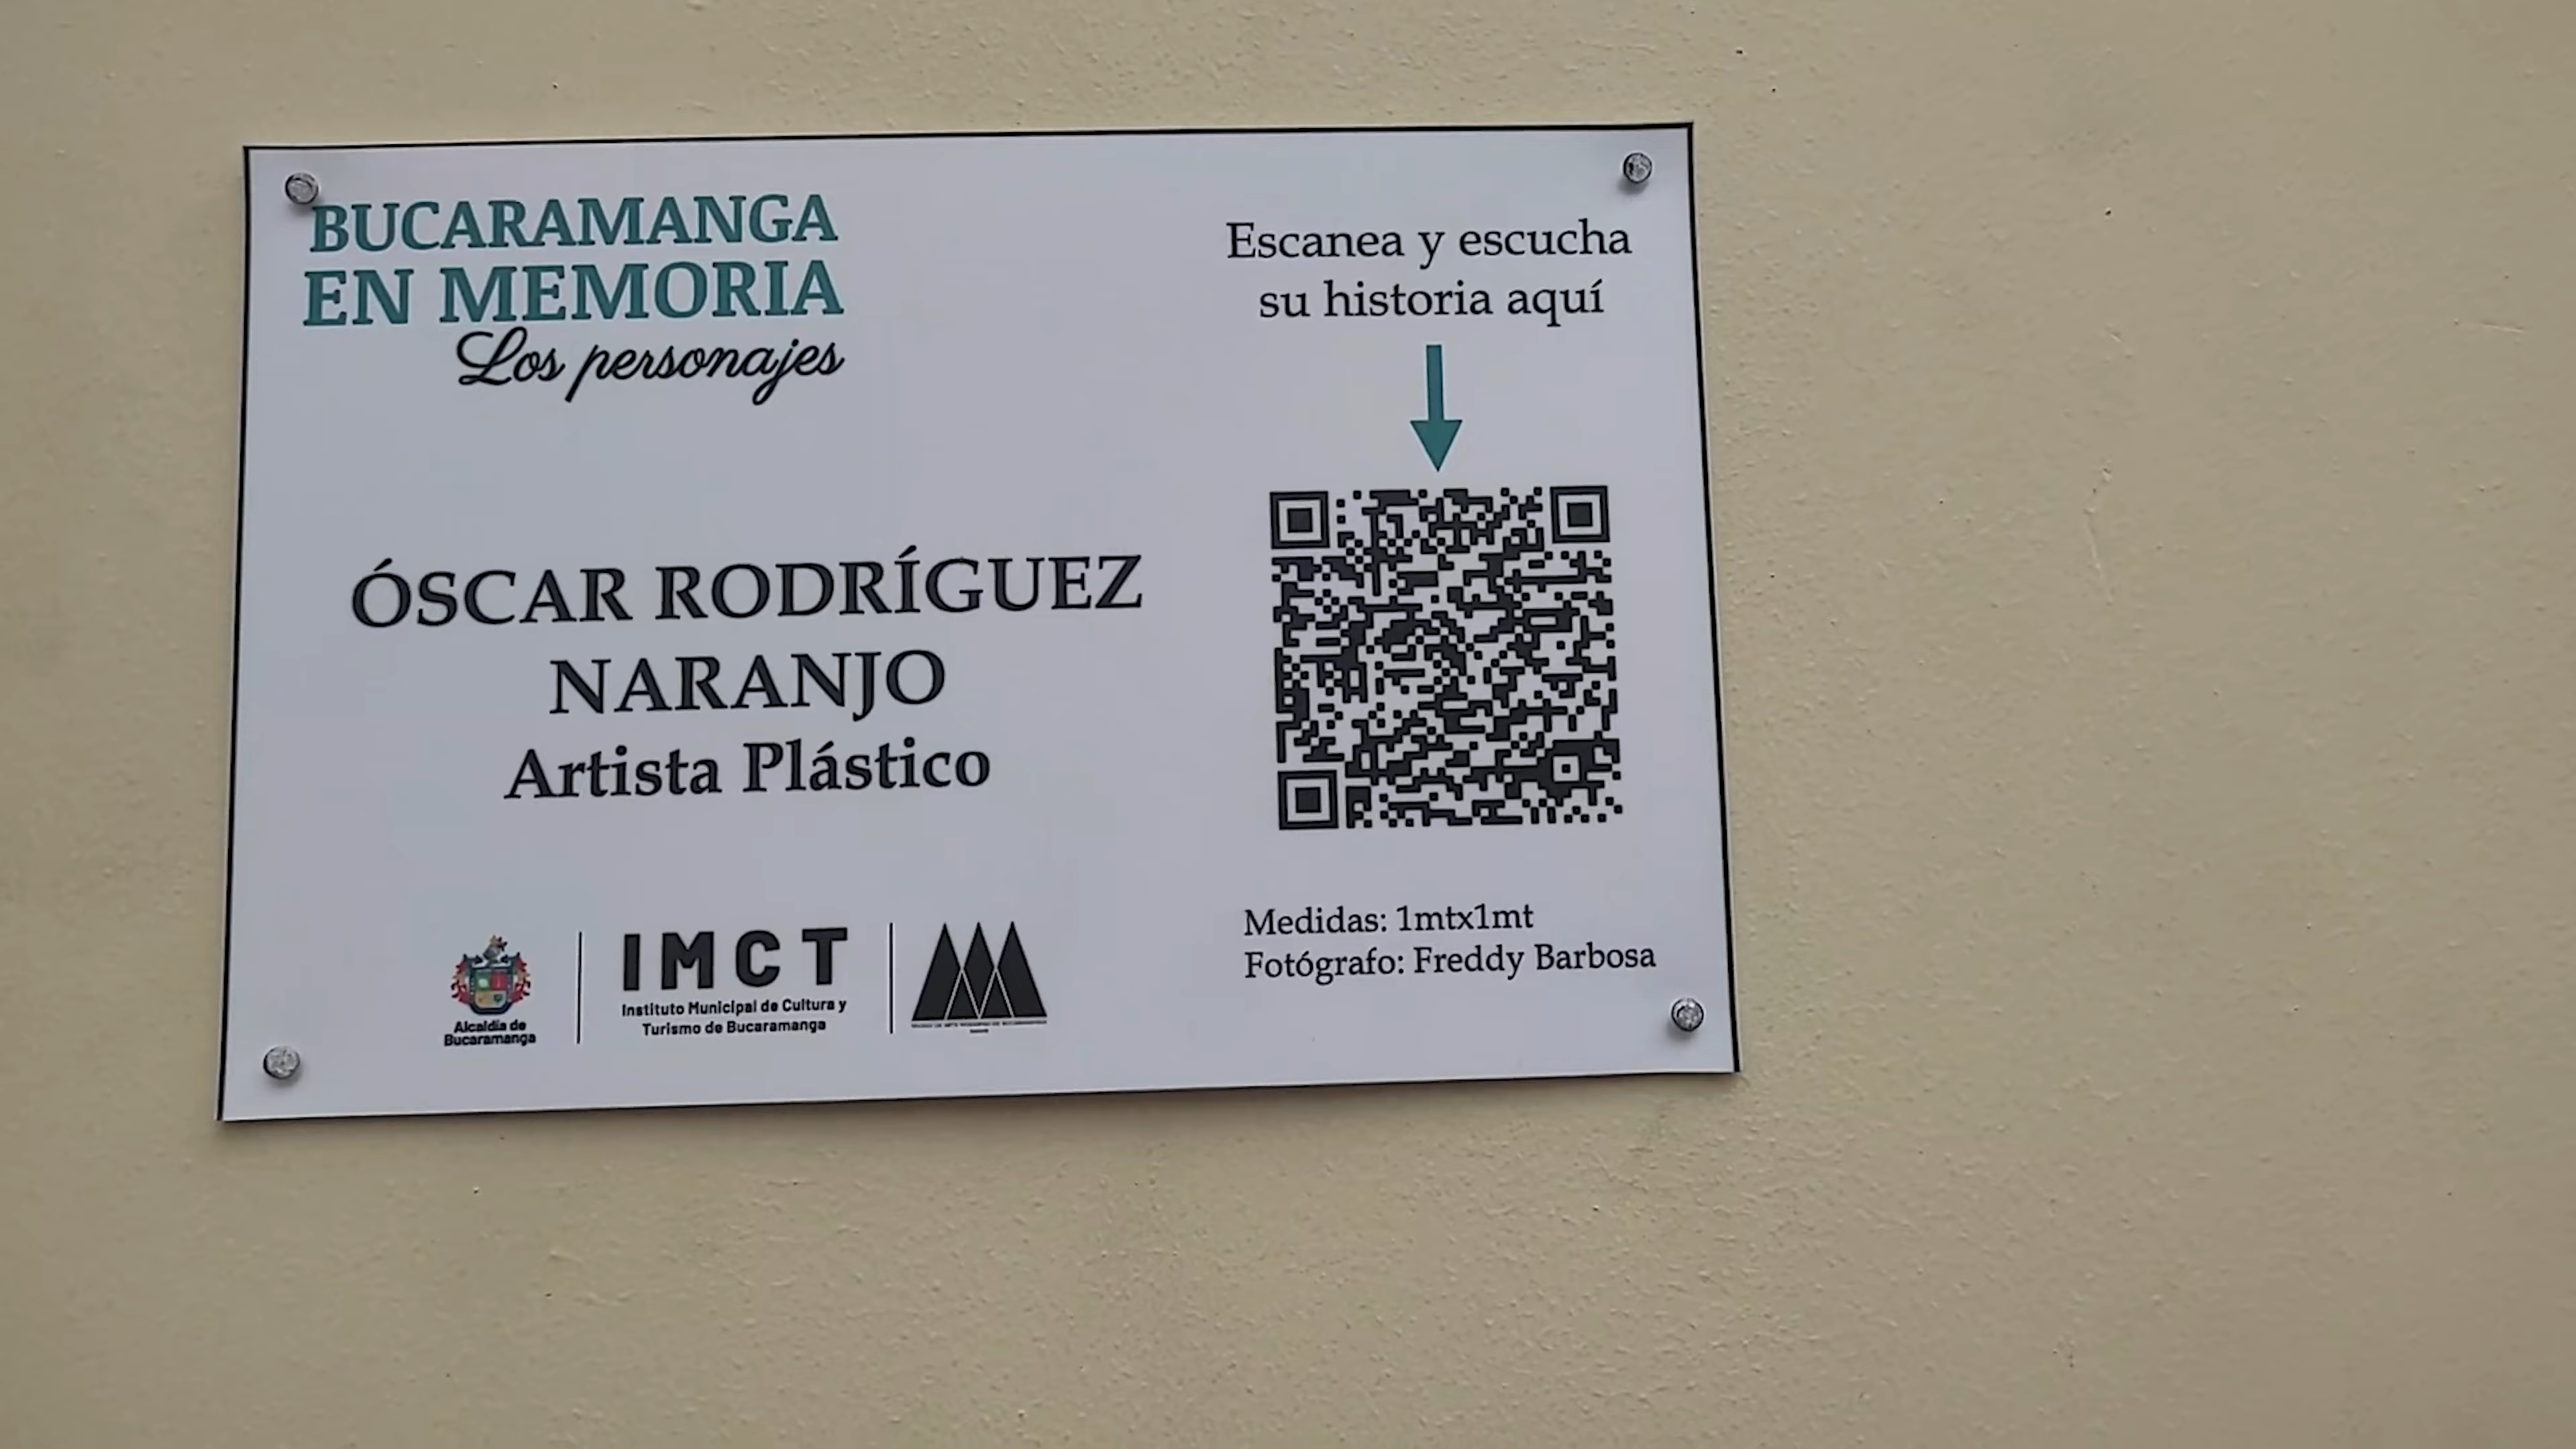 BUCARAMANGA
EN MEMORIA
Los personajes
ÓSCAR RODRÍGUEZ
NARANJO
Artista Plástico
Alcaldía de
Bucaramanga
IMCT
Instituto Municipal de Cultura y
Turismo de Bucaramanga
Escanea y escucha
su historia aquí
Medidas: 1mtx1mt
Fotógrafo: Freddy Barbosa